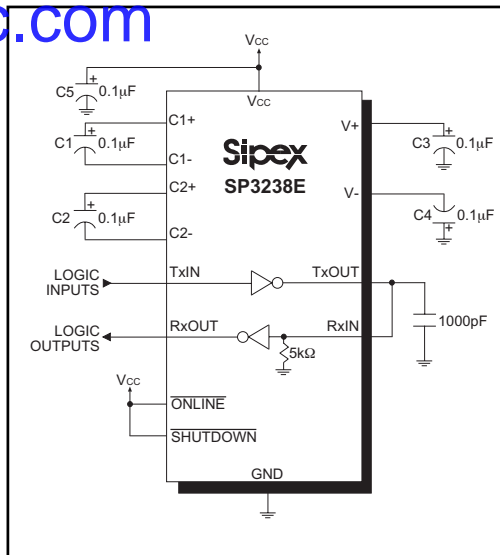 c.com
VCC
C5 + 0.1µF
VCC
C1+
C1 + 0.1µF
C1-
C2+
C2 + 0.1µF
C2-
Sipex
SP3238E
V+
C3 + 0.1µF
V-
C4 0.1µF +
LOGIC INPUTS
TxIN
TxOUT
LOGIC OUTPUTS
RxOUT
RxIN
5kΩ
1000pF
VCC
ONLINE
SHUTDOWN
GND